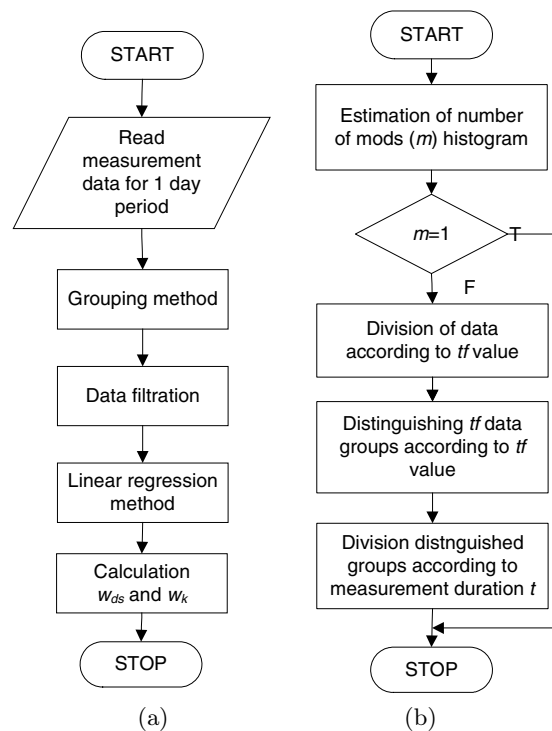 START
Read
measurement
data for 1 day
period
Grouping method
Data filtration
Linear regression
method
Calculation
w_ds and w_k
STOP
(a)
START
Estimation of number
of mods (m) histogram
m=1
T
F
Division of data
according to tf value
Distinguishing tf data
groups according to tf
value
Division distnguished
groups according to
measurement duration t
STOP
(b)